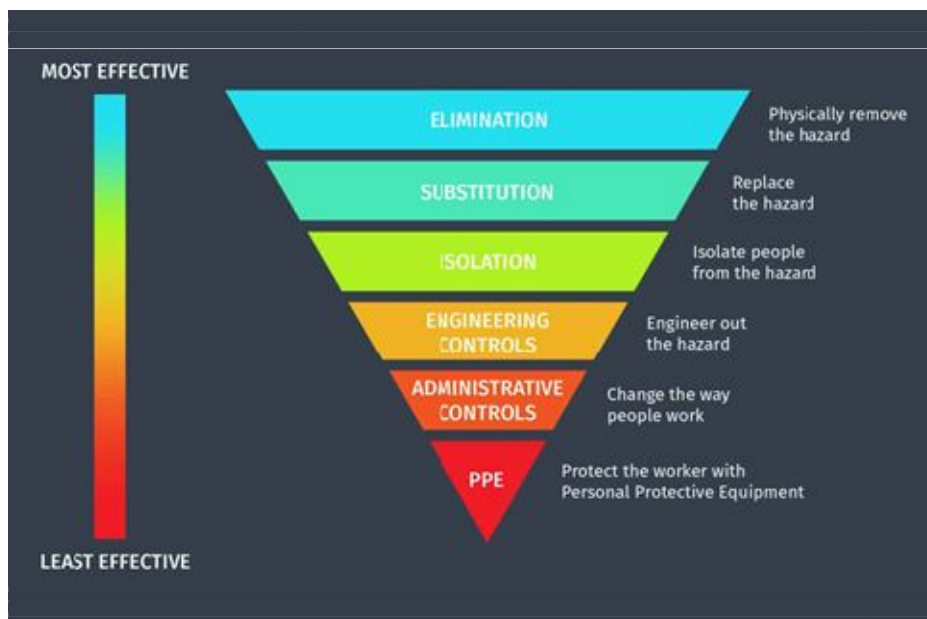 MOST EFFECTIVE
ELIMINATION
Physically remove
the hazard
SUBSTITUTION
Replace
the hazard
ISOLATION
Isolate people
from the hazard
ENGINEERING
CONTROLS
Engineer out
the hazard
ADMINISTRATIVE
CONTROLS
Change the way
people work
PPE
Protect the worker with
Personal Protective Equipment
LEAST EFFECTIVE